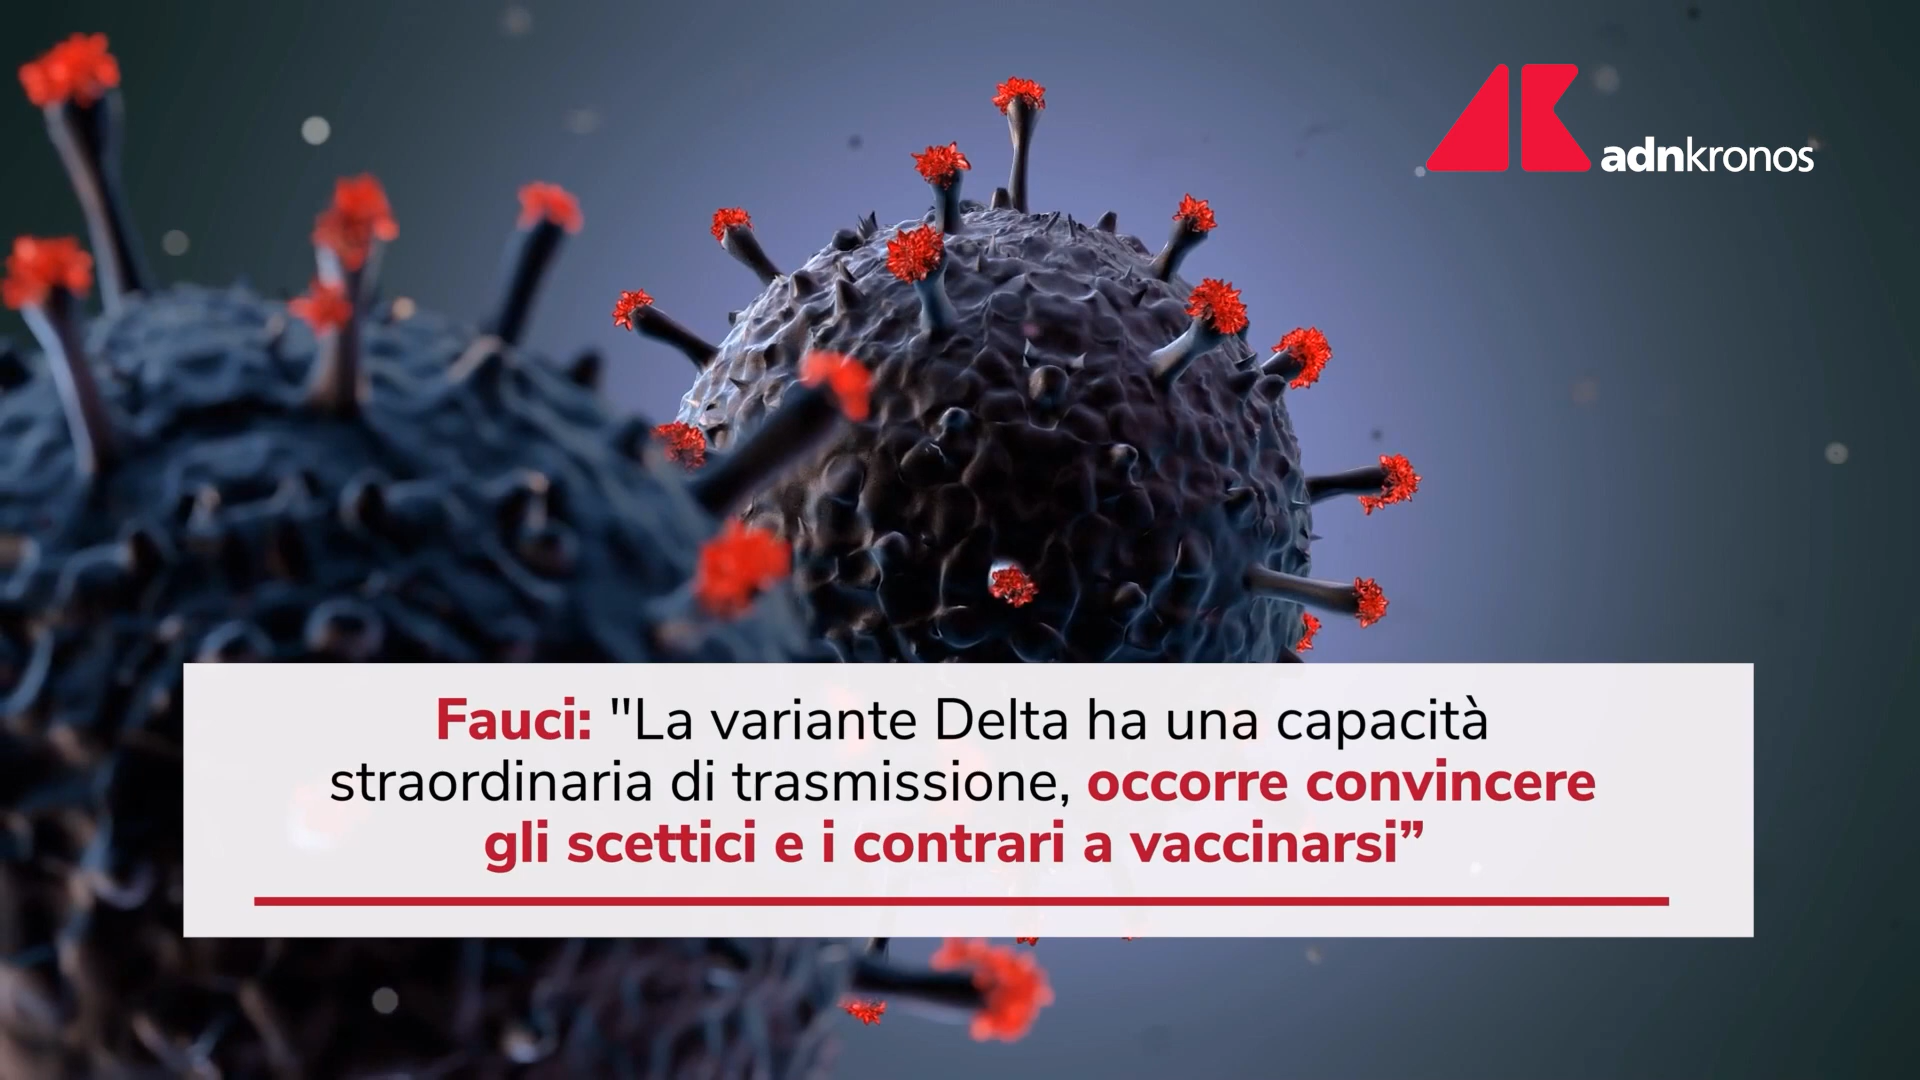 adnkronos
Fauci: "La variante Delta ha una capacità
straordinaria di trasmissione, occorre convincere
gli scettici e i contrari a vaccinarsi”